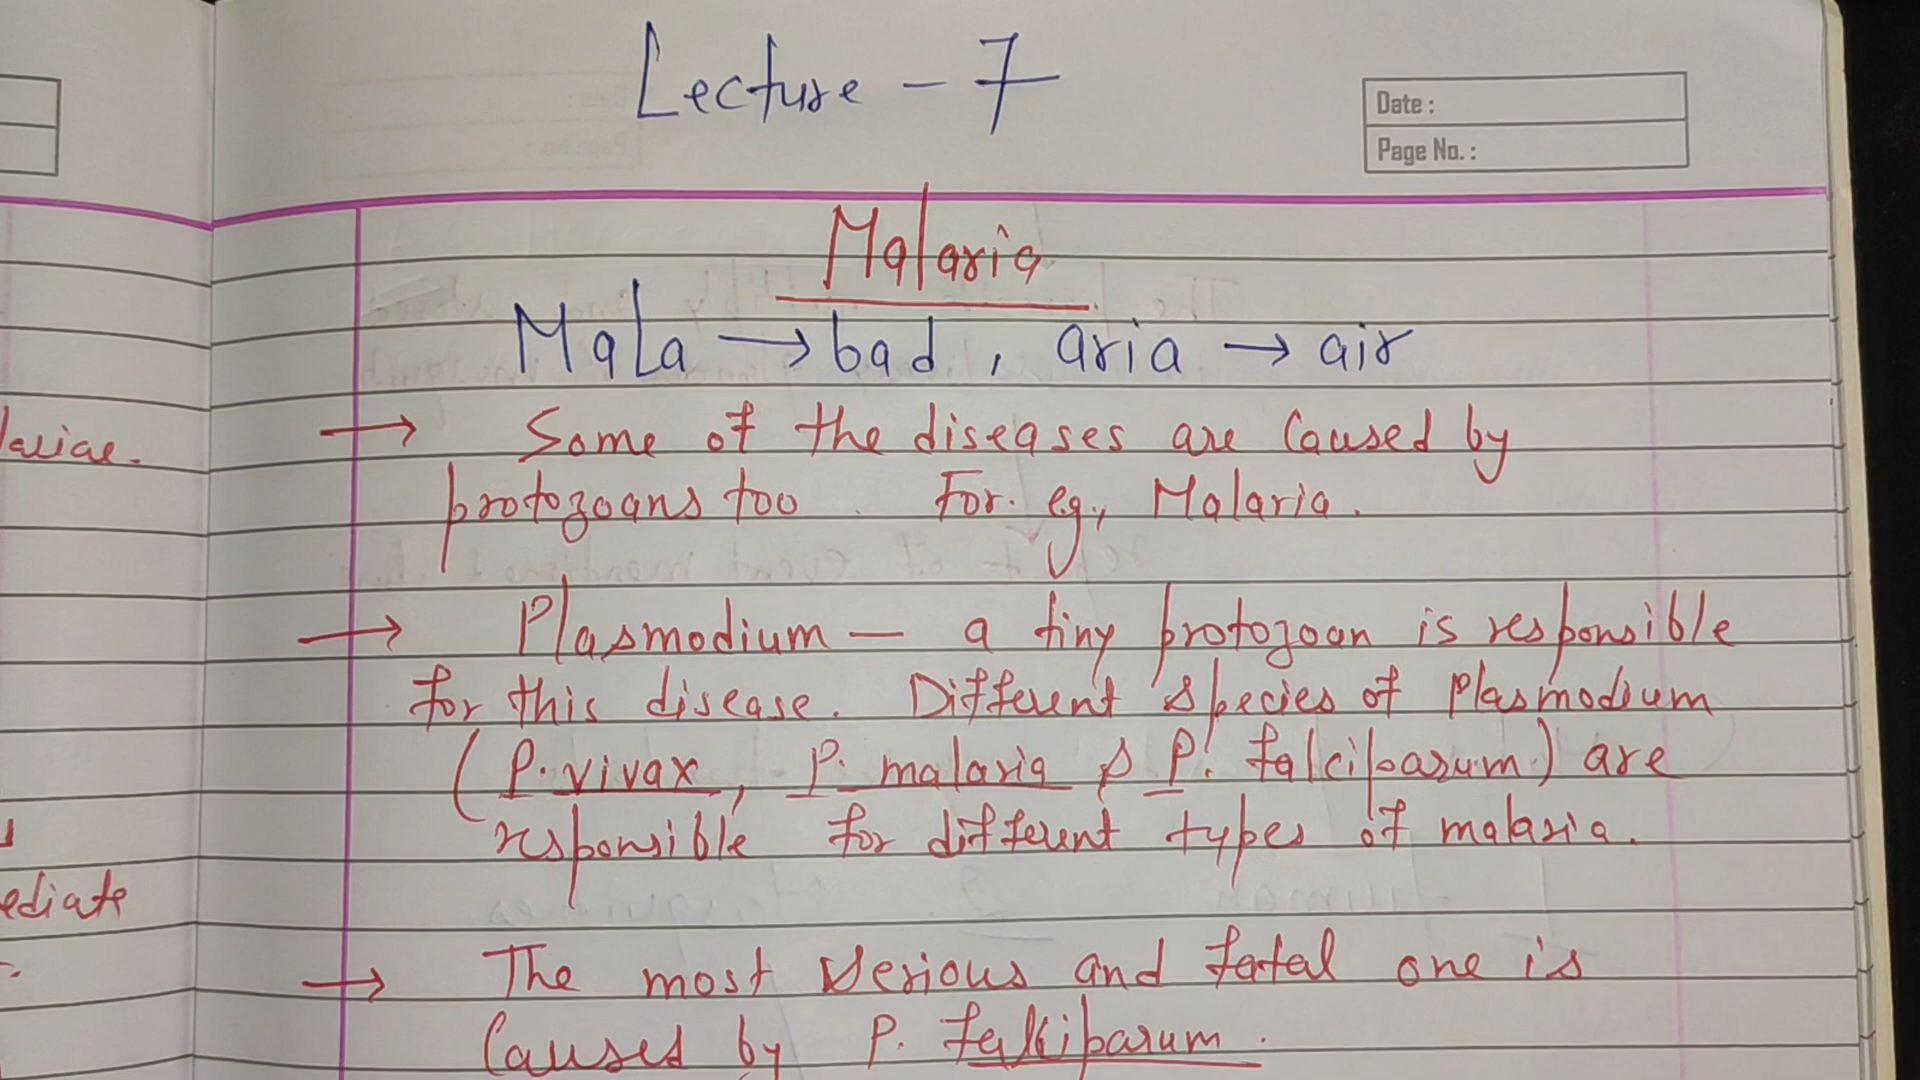 Lecture - 7
Date :
Page No. :
Malaria
MaLa → bad , aria → air
lariae.
→ Some of the diseases are Caused by
protozoans too. For. eg., Malaria.
→ Plasmodium — a tiny protozoan is responsible
for this disease. Different species of Plasmodium
(P. vivax, P. malaria & P. falciparum) are
responsible for different types of malaria.
ediate
→ The most serious and fatal one is
Caused by P. falciparum.